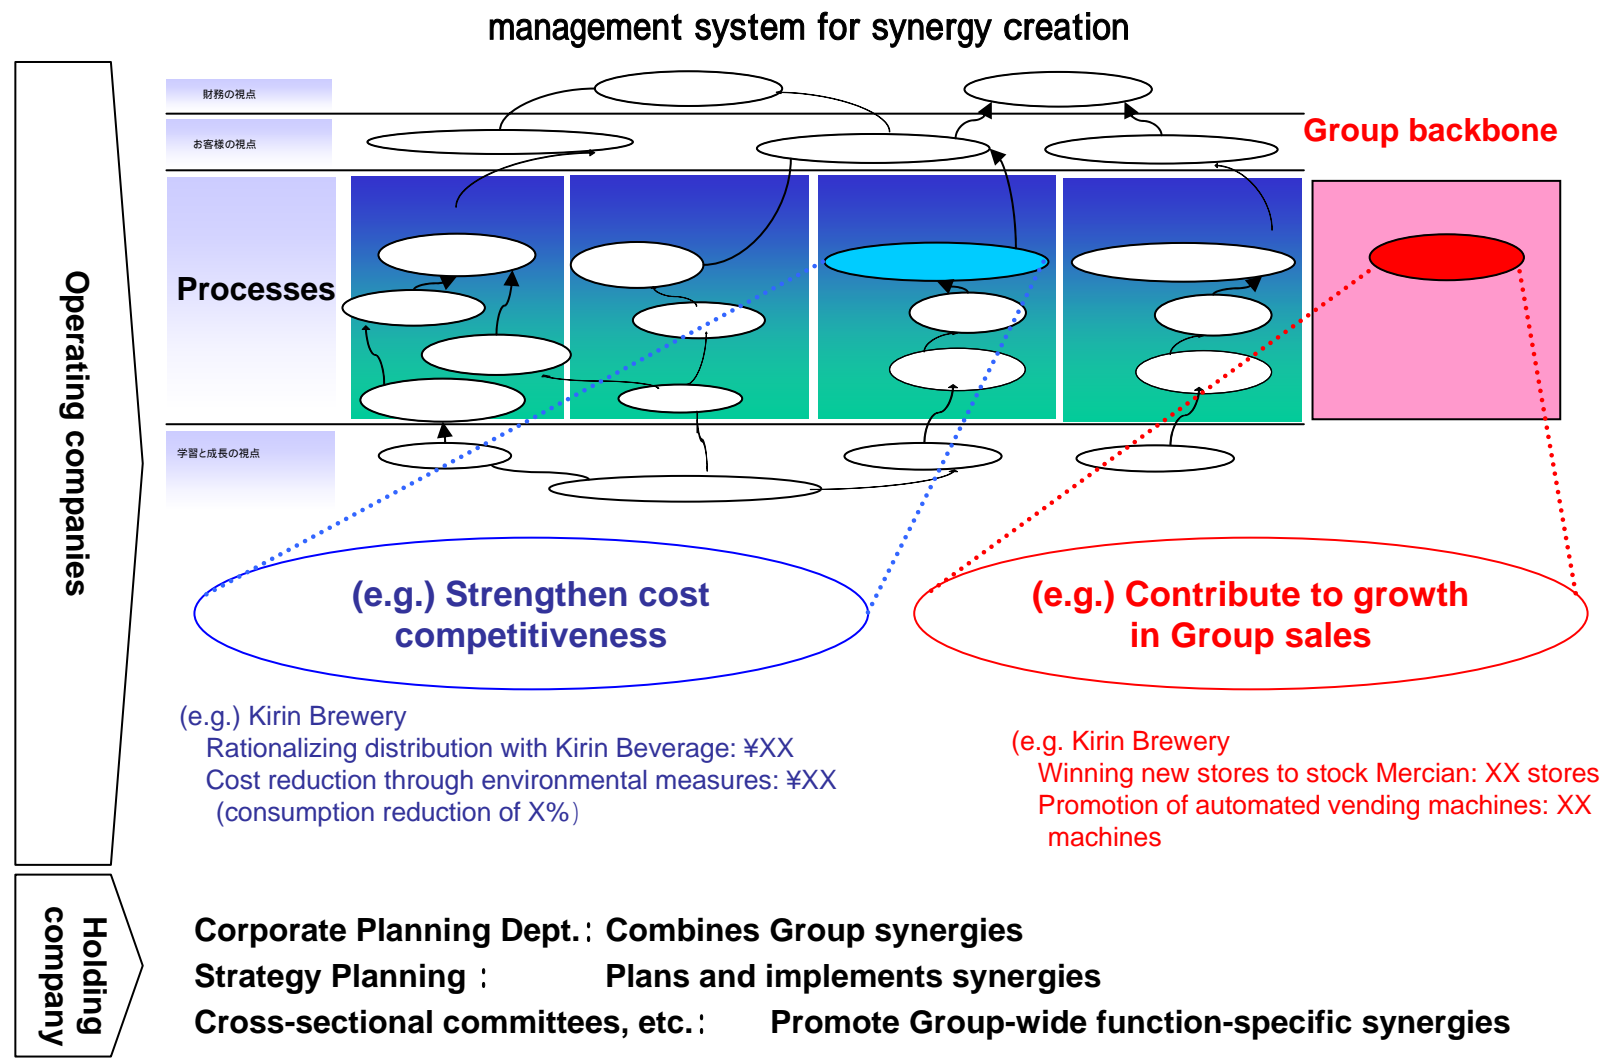 management system for synergy creation
財務の視点
お客様の視点
Group backbone
Processes
学習と成長の視点
Operating companies
(e.g.) Strengthen cost
competitiveness
(e.g.) Contribute to growth
in Group sales
(e.g.) Kirin Brewery
Rationalizing distribution with Kirin Beverage: ¥XX
Cost reduction through environmental measures: ¥XX
(consumption reduction of X%)
(e.g. Kirin Brewery
Winning new stores to stock Mercian: XX stores
Promotion of automated vending machines: XX
machines
Holding
company
Corporate Planning Dept.: Combines Group synergies
Strategy Planning : Plans and implements synergies
Cross-sectional committees, etc.: Promote Group-wide function-specific synergies